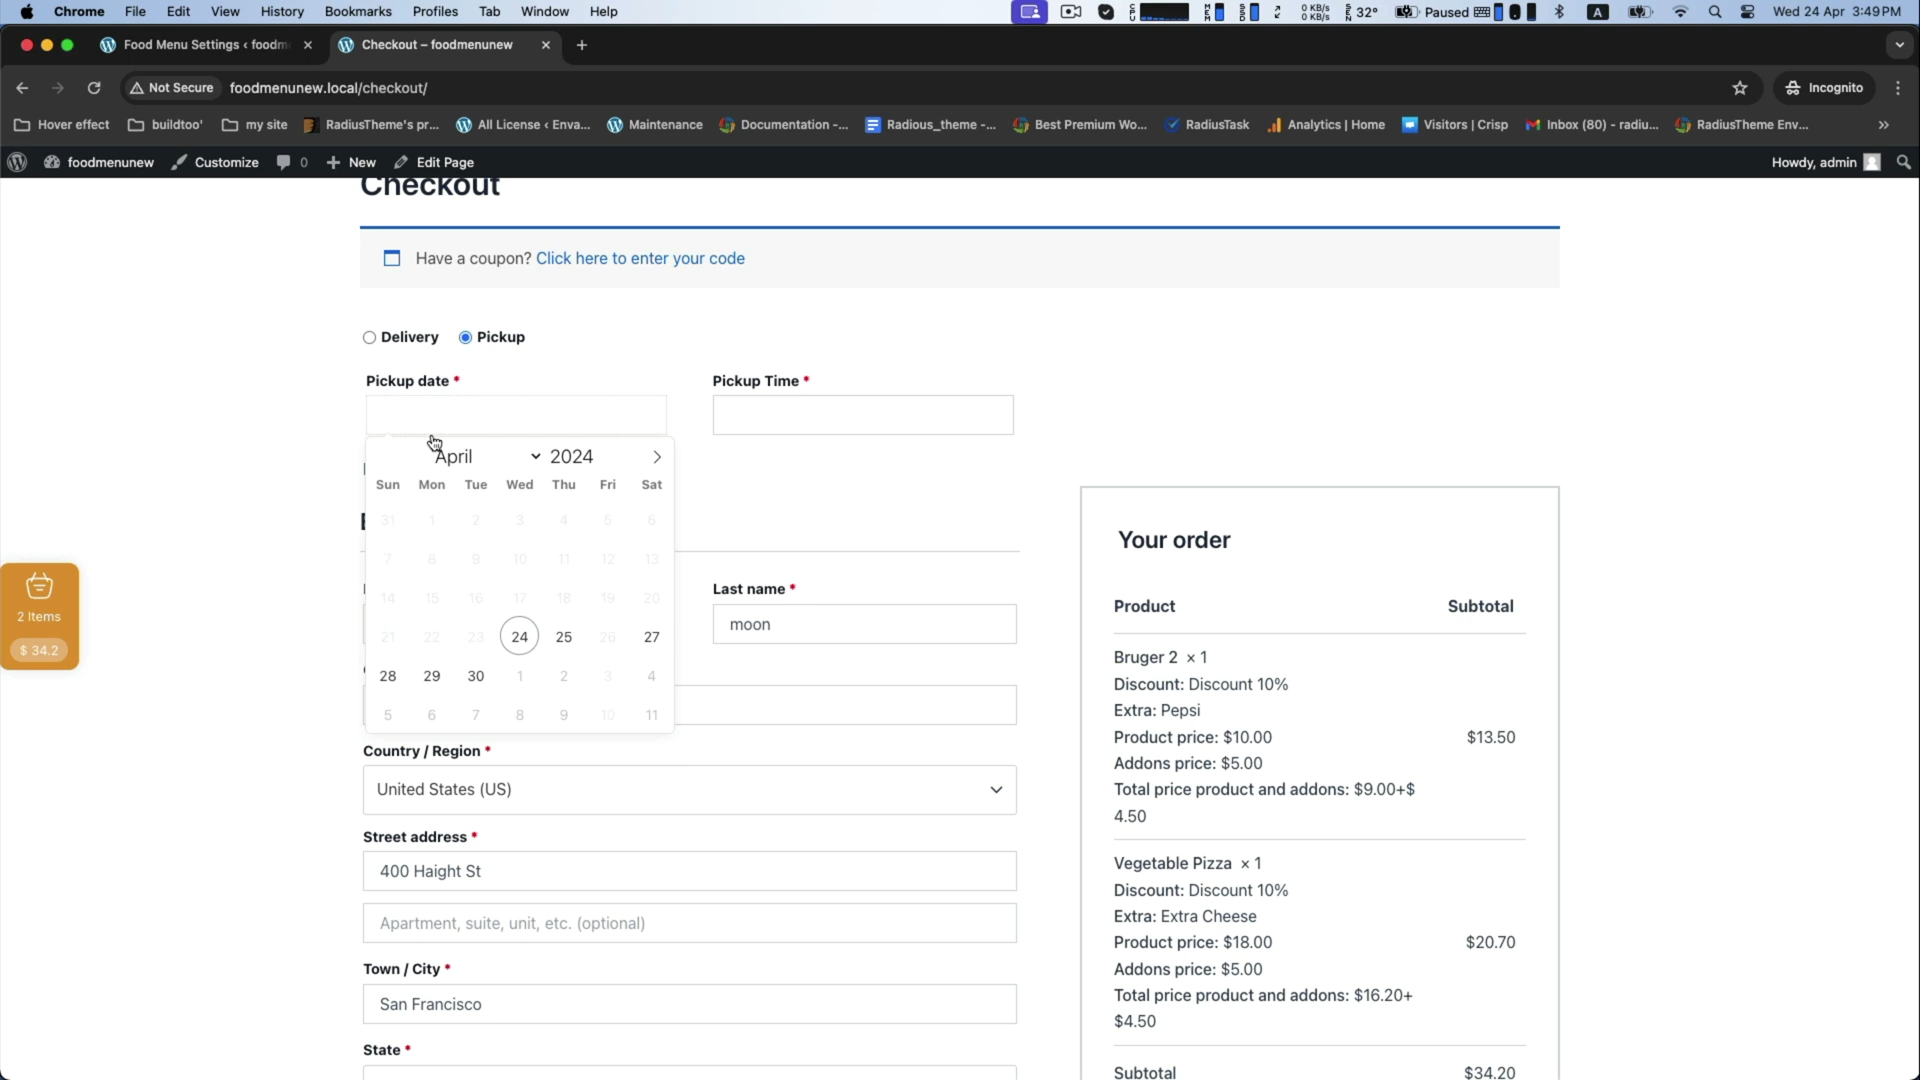 Chrome File Edit View History Bookmarks Profiles Tab Window Help 0 KB/s 0 KB/s 32° Paused A Wed 24 Apr 3:49 PM
Food Menu Settings ‹ foodm Checkout – foodmenunew
Not Secure foodmenunew.local/checkout/ Incognito
Hover effect buildtoo' my site RadiusTheme's pr... All License ‹ Enva... Maintenance Documentation -... Radious_theme -... Best Premium Wo... RadiusTask Analytics | Home Visitors | Crisp Inbox (80) - radiu... RadiusTheme Env...
foodmenunew Customize 0 New Edit Page Howdy, admin
Checkout
Have a coupon? Click here to enter your code
Delivery Pickup
Pickup date * Pickup Time *
April 2024
Sun Mon Tue Wed Thu Fri Sat
31 1 2 3 4 5 6
7 8 9 10 11 12 13
14 15 16 17 18 19 20
21 22 23 24 25 26 27
28 29 30 1 2 3 4
5 6 7 8 9 10 11
Last name *
moon
Country / Region *
United States (US)
Street address *
400 Haight St
Apartment, suite, unit, etc. (optional)
Town / City *
San Francisco
State *
2 Items
$ 34.2
Your order
Product Subtotal
Bruger 2 × 1
Discount: Discount 10%
Extra: Pepsi
Product price: $10.00 $13.50
Addons price: $5.00
Total price product and addons: $9.00+$
4.50
Vegetable Pizza × 1
Discount: Discount 10%
Extra: Extra Cheese
Product price: $18.00 $20.70
Addons price: $5.00
Total price product and addons: $16.20+
$4.50
Subtotal $34.20